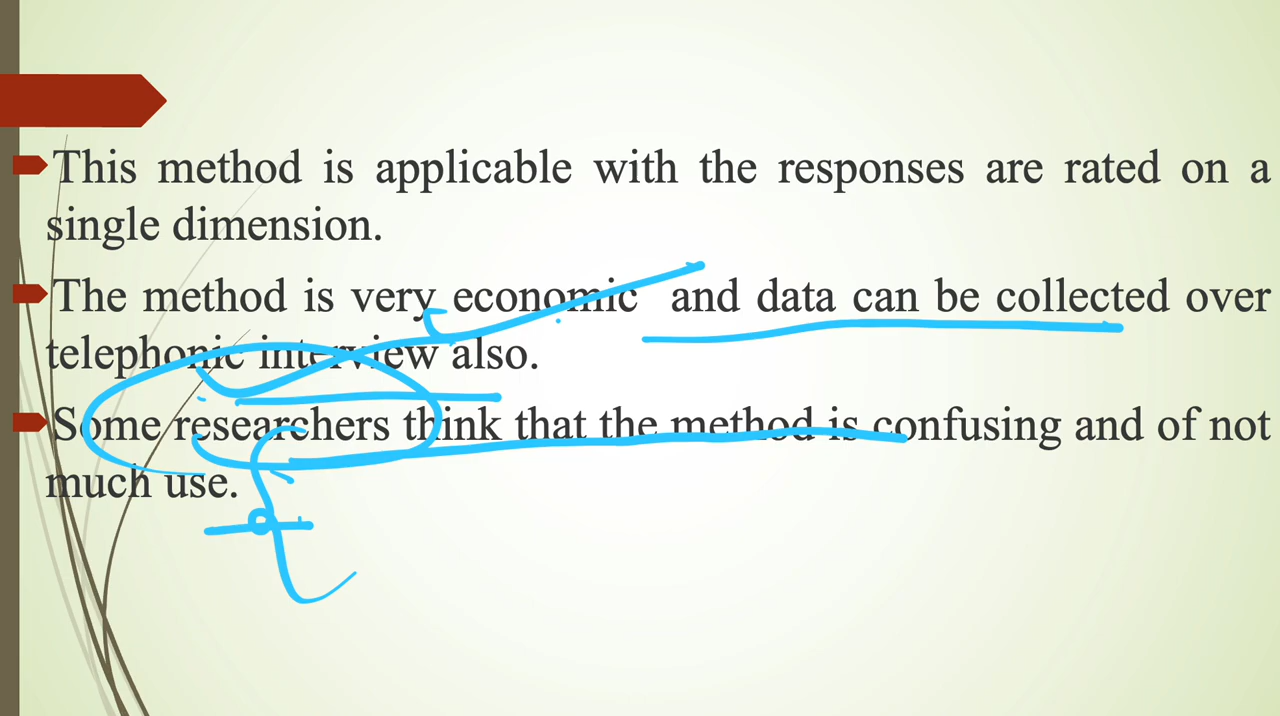 This method is applicable with the responses are rated on a
single dimension.
The method is very economic and data can be collected over
telephonic interview also.
Some researchers think that the method is confusing and of not
much use.